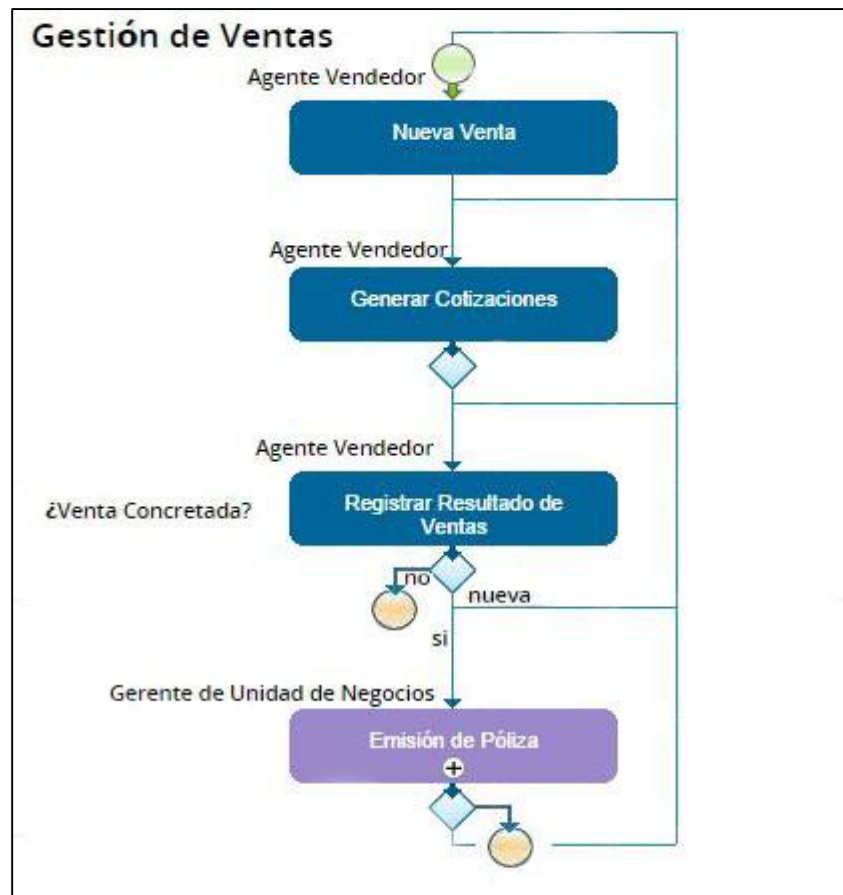 Gestión de Ventas
Agente Vendedor
Nueva Venta
Agente Vendedor
Generar Cotizaciones
Agente Vendedor
¿Venta Concretada?
Registrar Resultado de
Ventas
no
nueva
si
Gerente de Unidad de Negocios
Emisión de Póliza